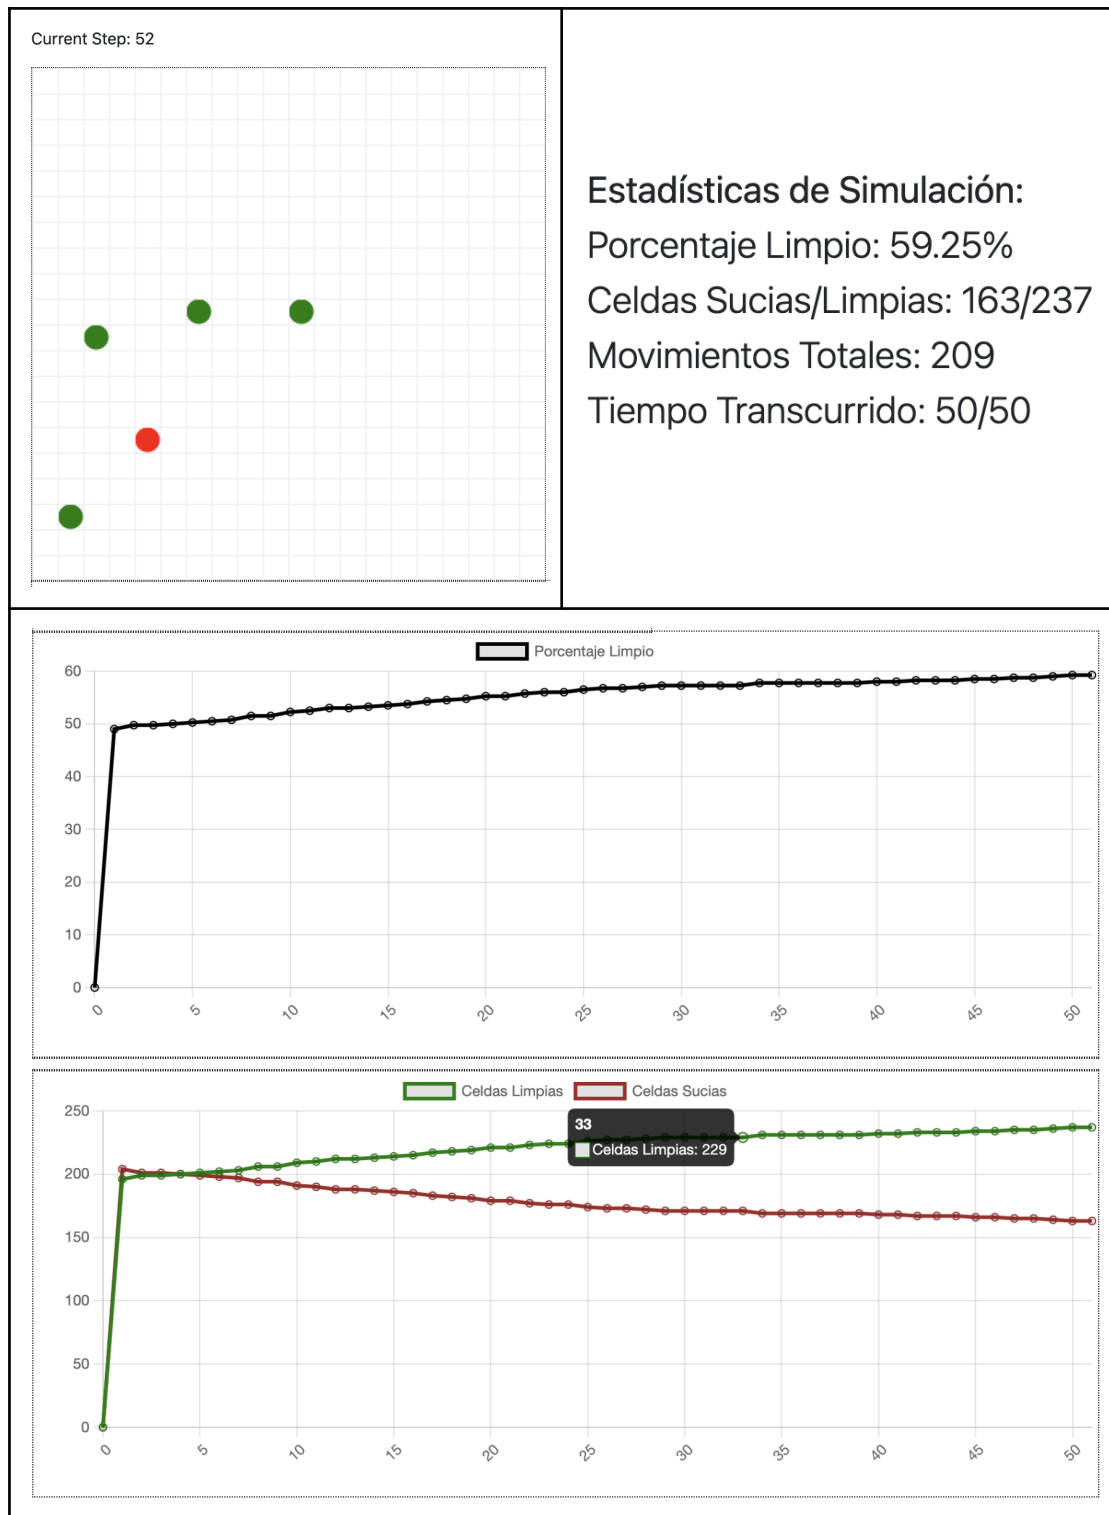 Current Step: 52
Estadísticas de Simulación:
Porcentaje Limpio: 59.25%
Celdas Sucias/Limpias: 163/237
Movimientos Totales: 209
Tiempo Transcurrido: 50/50
Porcentaje Limpio
60
50
40
30
20
10
0
0 5 10 15 20 25 30 35 40 45 50
Celdas Limpias Celdas Sucias
250
33
Celdas Limpias: 229
200
150
100
50
0
0 5 10 15 20 25 30 35 40 45 50